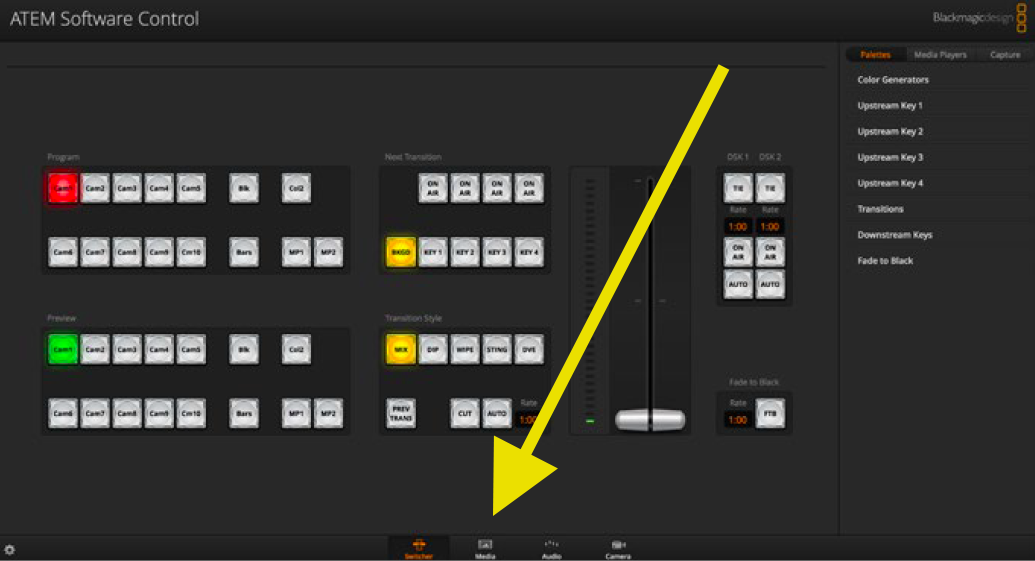 ATEM Software Control
Blackmagicdesign
Palettes Media Players Capture
Color Generators
Upstream Key 1
Upstream Key 2
Upstream Key 3
Upstream Key 4
Transitions
Downstream Keys
Fade to Black
Program
Cam1 Cam2 Cam3 Cam4 Cam5 Blk Col2
Cam6 Cam7 Cam8 Cam9 Cm10 Bars MP1 MP2
Next Transition
ON AIR ON AIR ON AIR ON AIR
BKGD KEY 1 KEY 2 KEY 3 KEY 4
DSK 1 DSK 2
TIE TIE
Rate Rate
1:00 1:00
ON AIR ON AIR
AUTO AUTO
Preview
Cam1 Cam2 Cam3 Cam4 Cam5 Blk Col2
Cam6 Cam7 Cam8 Cam9 Cm10 Bars MP1 MP2
Transition Style
MIX DIP WIPE STING DVE
Rate
PREV TRANS CUT AUTO 1:00
Fade to Black
Rate
1:00 FTB
Switcher Media Audio Camera